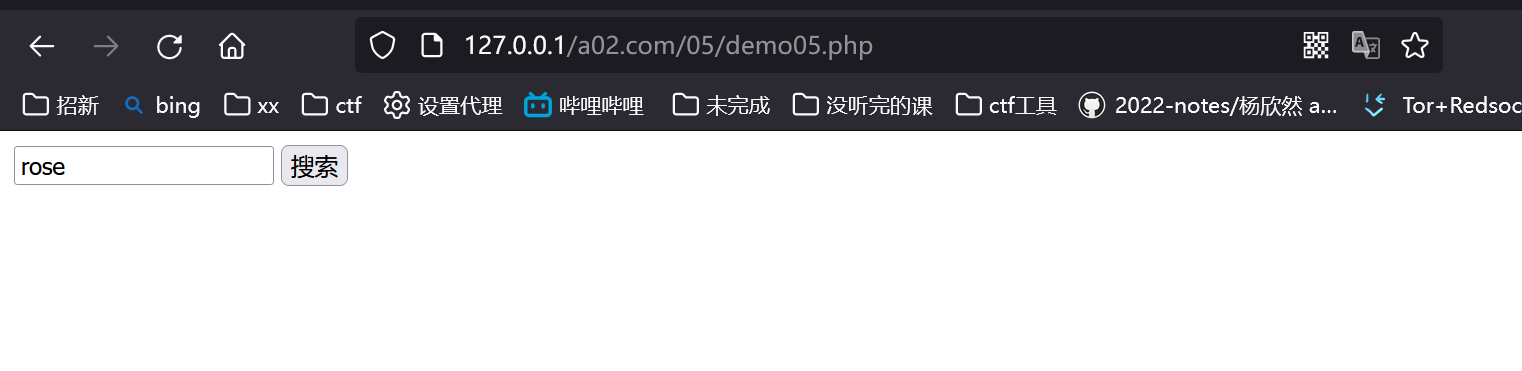 127.0.0.1/a02.com/05/demo05.php
招新 bing xx ctf 设置代理 哔哩哔哩 未完成 没听完的课 ctf工具 2022-notes/杨欣然 a... Tor+Redsoc
rose 搜索